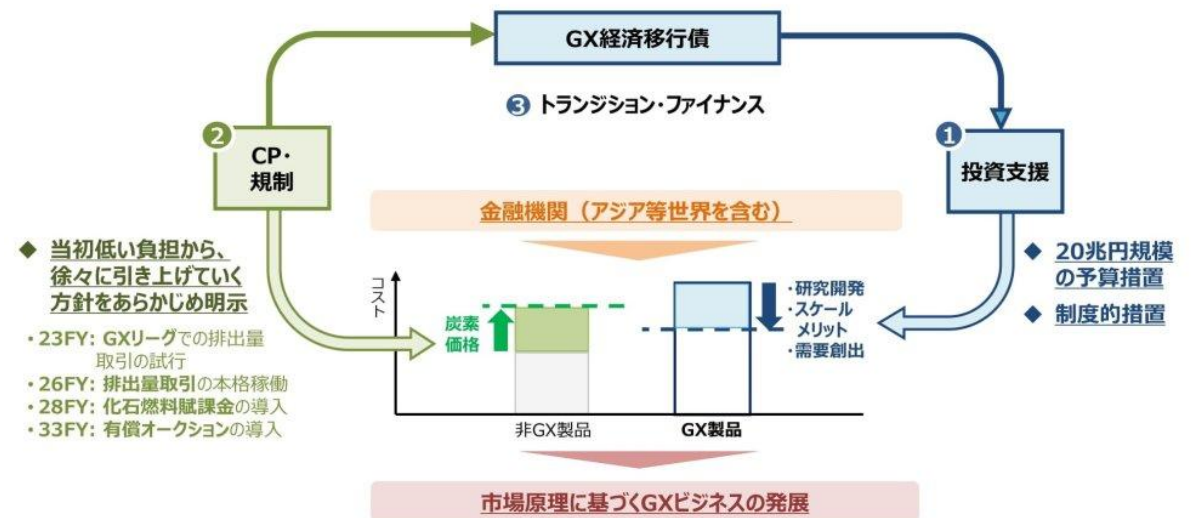 GX経済移行債
❸ トランジション・ファイナンス
❷
CP・
規制
❶
投資支援
金融機関（アジア等世界を含む）
◆ 当初低い負担から、
徐々に引き上げていく
方針をあらかじめ明示
・23FY: GXリーグでの排出量
取引の試行
・26FY: 排出量取引の本格稼働
・28FY: 化石燃料賦課金の導入
・33FY: 有償オークションの導入
コスト
炭素
価格
・研究開発
・スケール
メリット
・需要創出
◆ 20兆円規模
の予算措置
◆ 制度的措置
非GX製品
GX製品
市場原理に基づくGXビジネスの発展